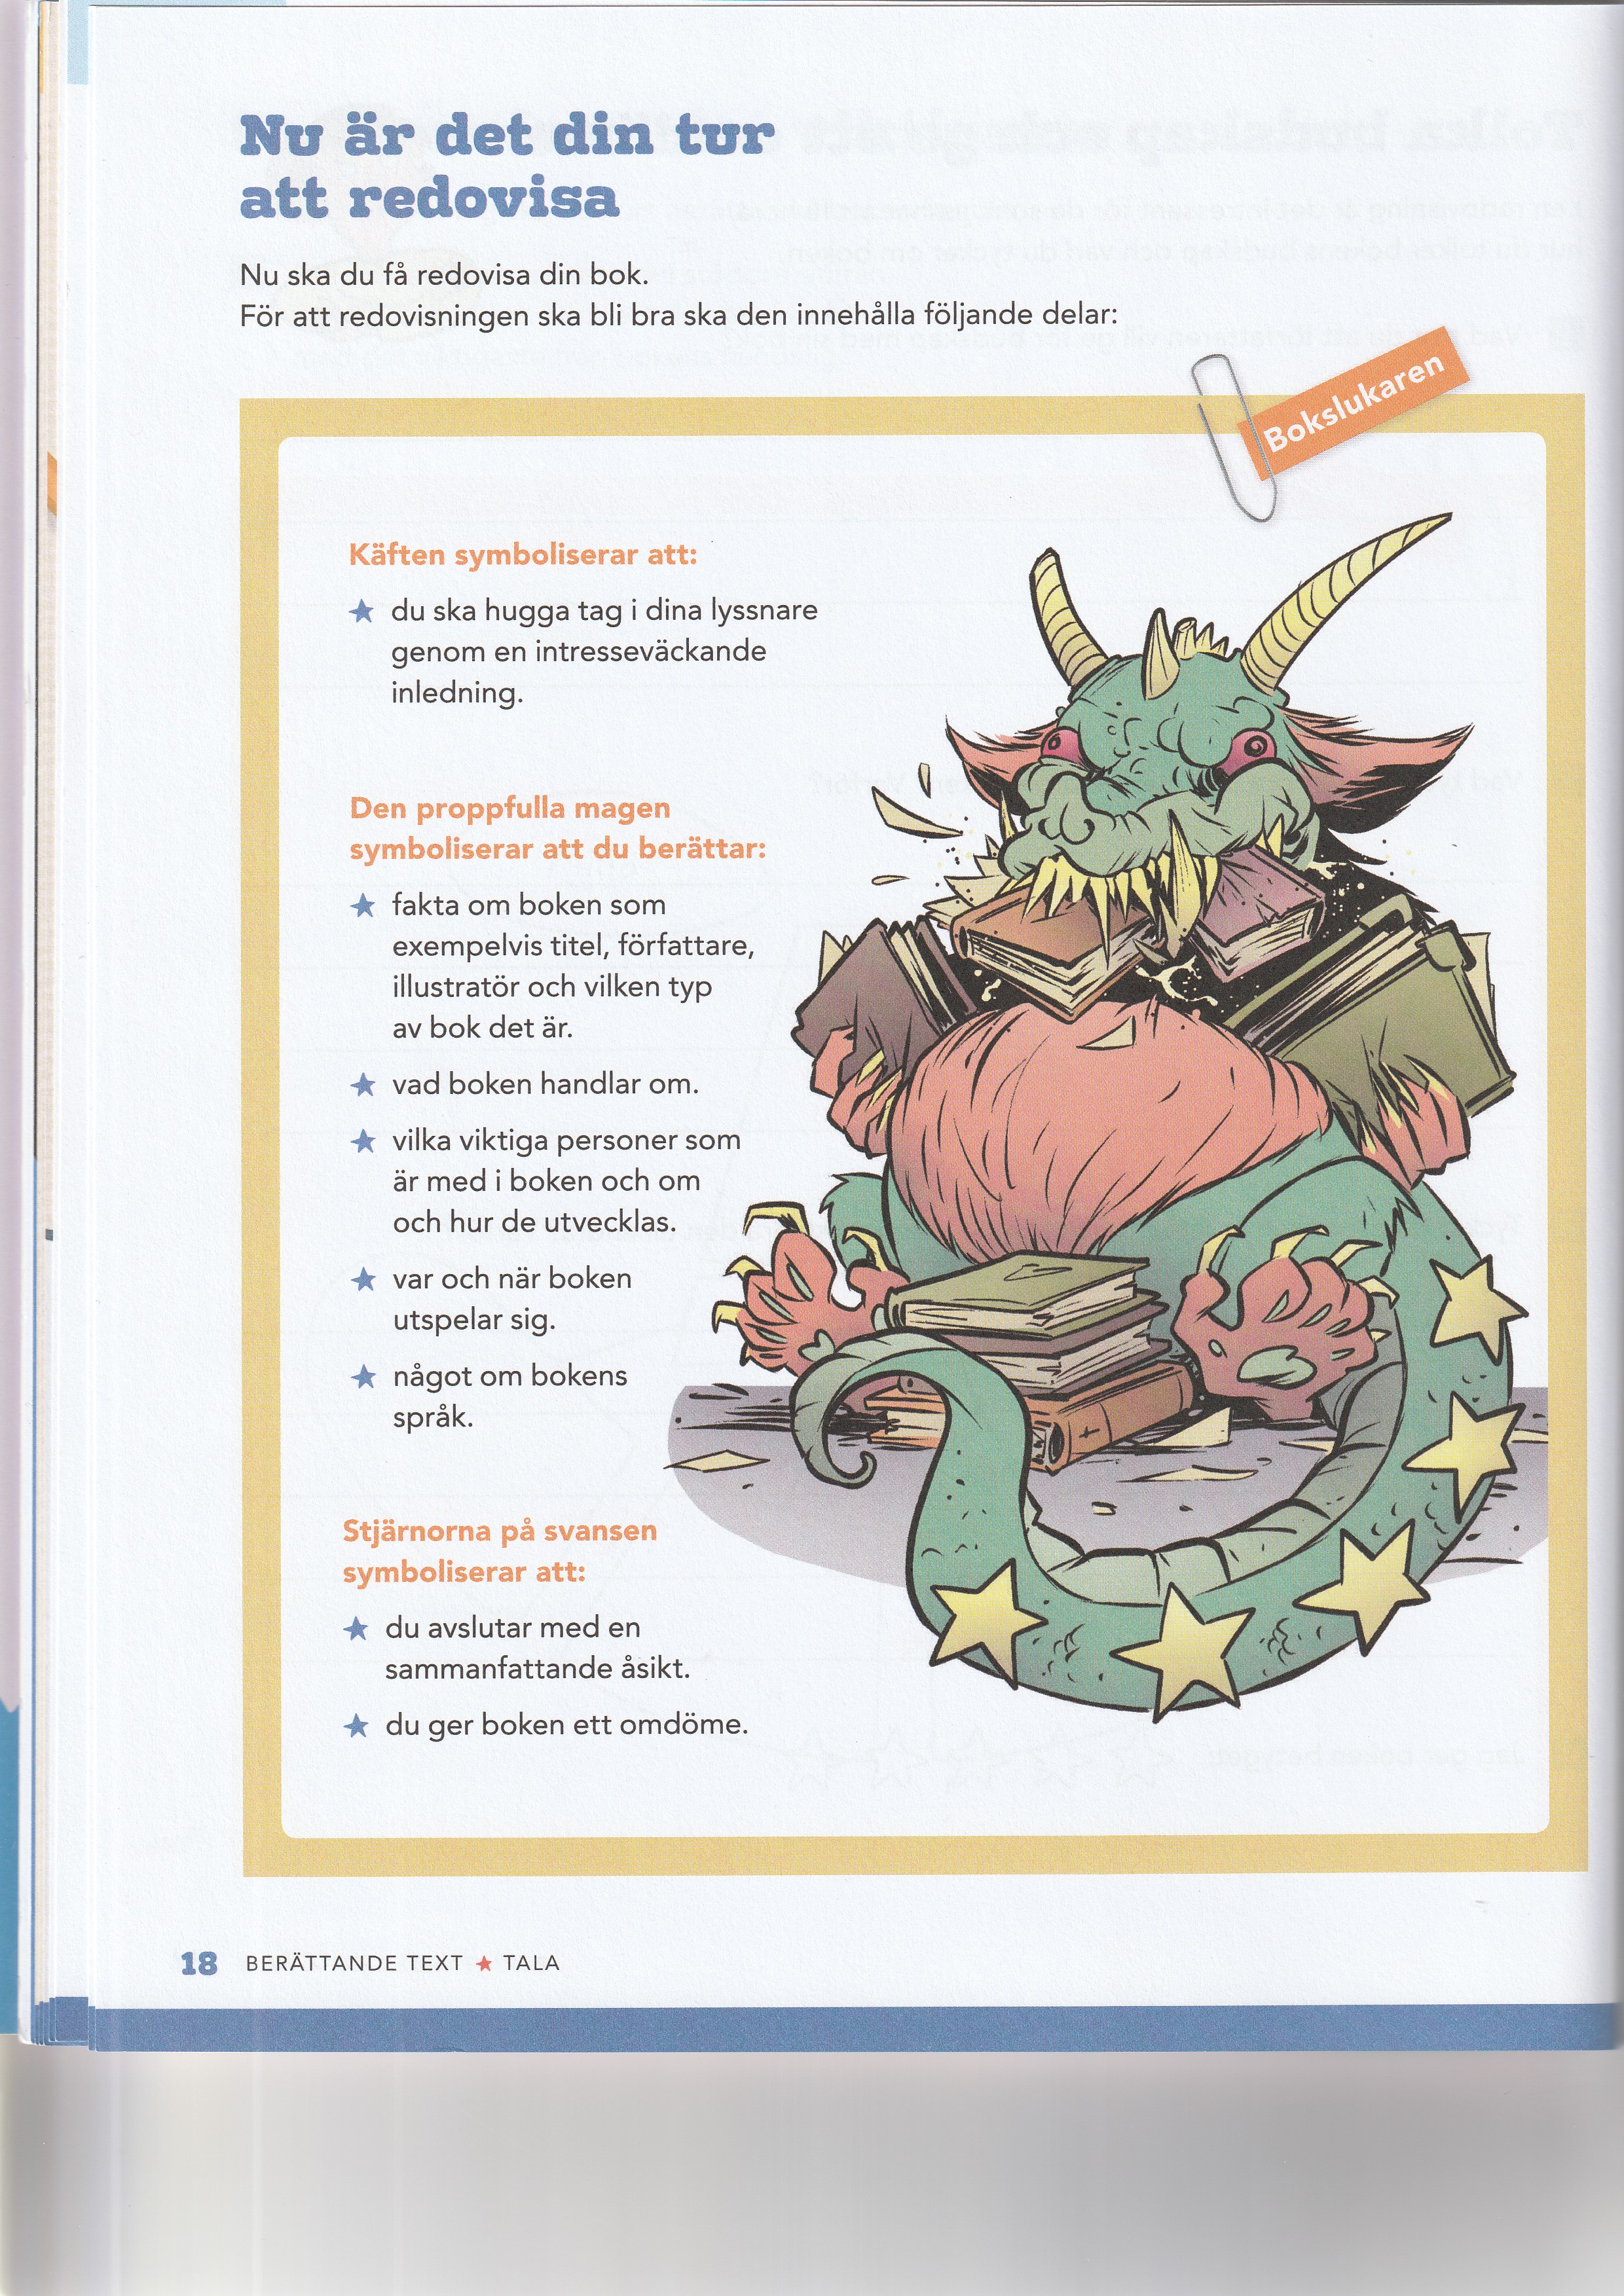 Nu är det din tur
att redovisa
Nu ska du få redovisa din bok.
För att redovisningen ska bli bra ska den innehålla följande delar:
Bokslukaren
Käften symboliserar att:
du ska hugga tag i dina lyssnare
genom en intresseväckande
inledning.
Den proppfulla magen
symboliserar att du berättar:
fakta om boken som
exempelvis titel, författare,
illustratör och vilken typ
av bok det är.
vad boken handlar om.
vilka viktiga personer som
är med i boken och om
och hur de utvecklas.
var och när boken
utspelar sig.
något om bokens
språk.
Stjärnorna på svansen
symboliserar att:
du avslutar med en
sammanfattande åsikt.
du ger boken ett omdöme.
18 BERÄTTANDE TEXT ★ TALA